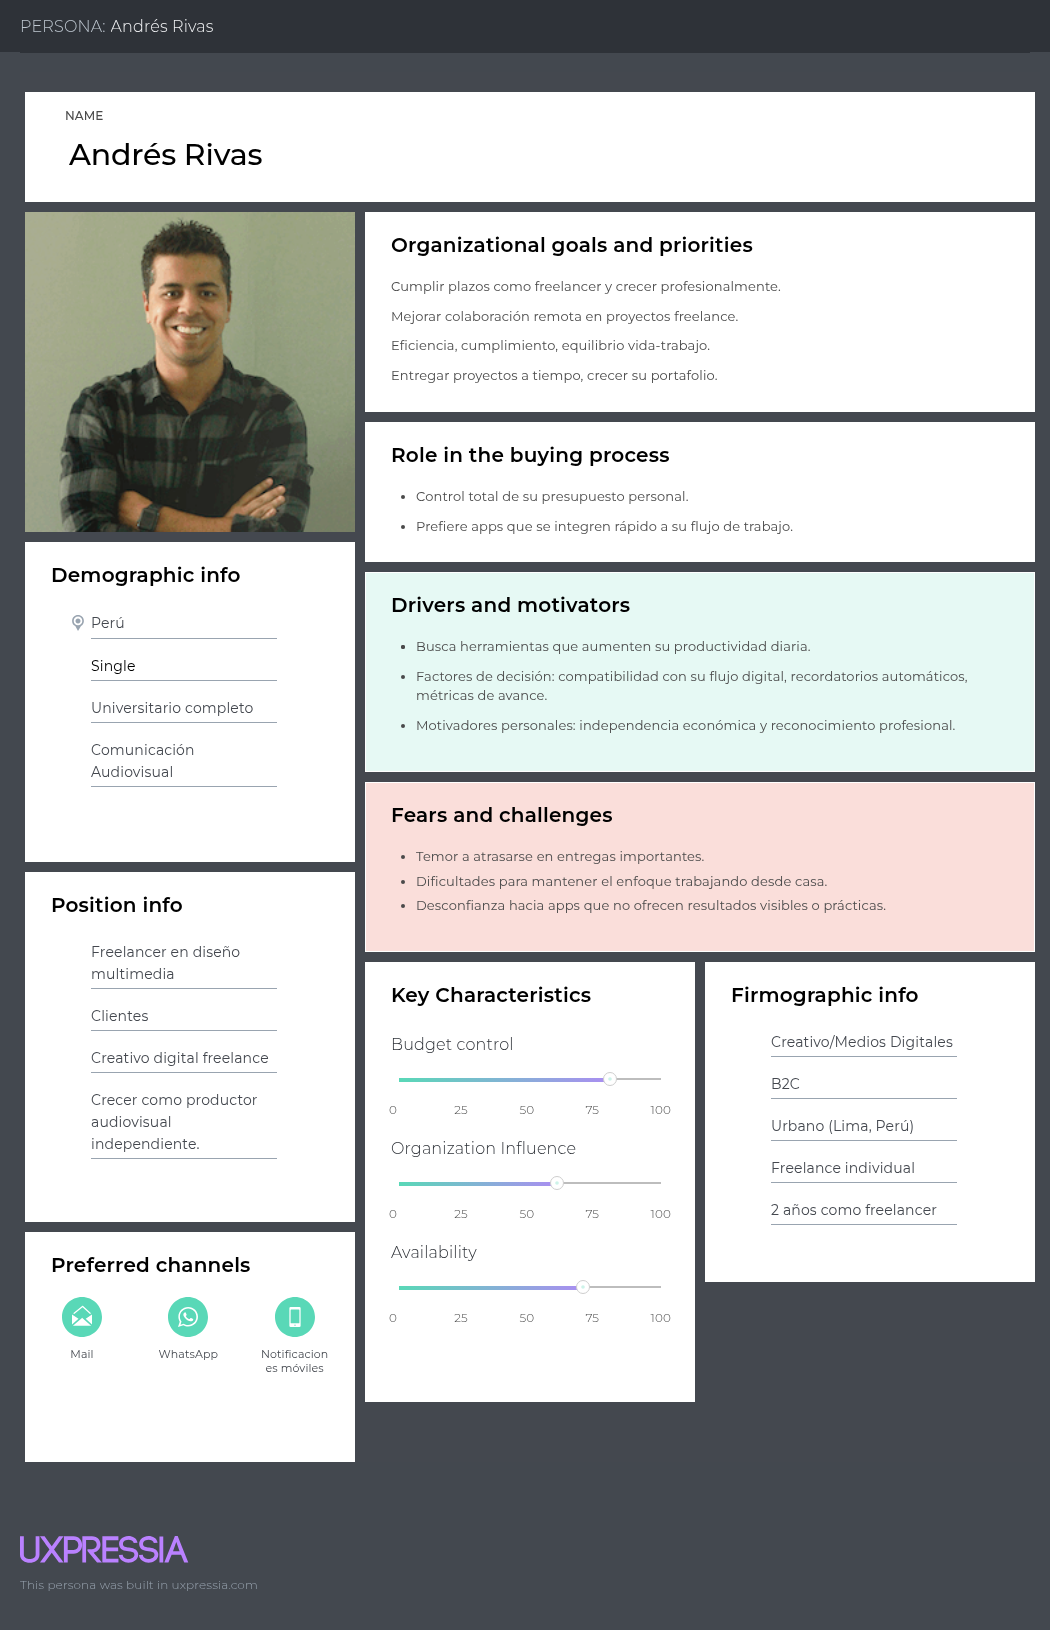 PERSONA: Andrés Rivas
NAME
Andrés Rivas
Organizational goals and priorities
Cumplir plazos como freelancer y crecer profesionalmente.
Mejorar colaboración remota en proyectos freelance.
Eficiencia, cumplimiento, equilibrio vida-trabajo.
Entregar proyectos a tiempo, crecer su portafolio.
Role in the buying process
• Control total de su presupuesto personal.
• Prefiere apps que se integren rápido a su flujo de trabajo.
Demographic info
Perú
Single
Universitario completo
Comunicación
Audiovisual
Drivers and motivators
• Busca herramientas que aumenten su productividad diaria.
• Factores de decisión: compatibilidad con su flujo digital, recordatorios automáticos,
métricas de avance.
• Motivadores personales: independencia económica y reconocimiento profesional.
Fears and challenges
• Temor a atrasarse en entregas importantes.
• Dificultades para mantener el enfoque trabajando desde casa.
• Desconfianza hacia apps que no ofrecen resultados visibles o prácticas.
Position info
Freelancer en diseño
multimedia
Clientes
Creativo digital freelance
Crecer como productor
audiovisual
independiente.
Key Characteristics
Budget control
0 25 50 75 100
Organization Influence
0 25 50 75 100
Availability
0 25 50 75 100
Firmographic info
Creativo/Medios Digitales
B2C
Urbano (Lima, Perú)
Freelance individual
2 años como freelancer
Preferred channels
Mail
WhatsApp
Notificacion
es móviles
UXPRESSIA
This persona was built in uxpressia.com